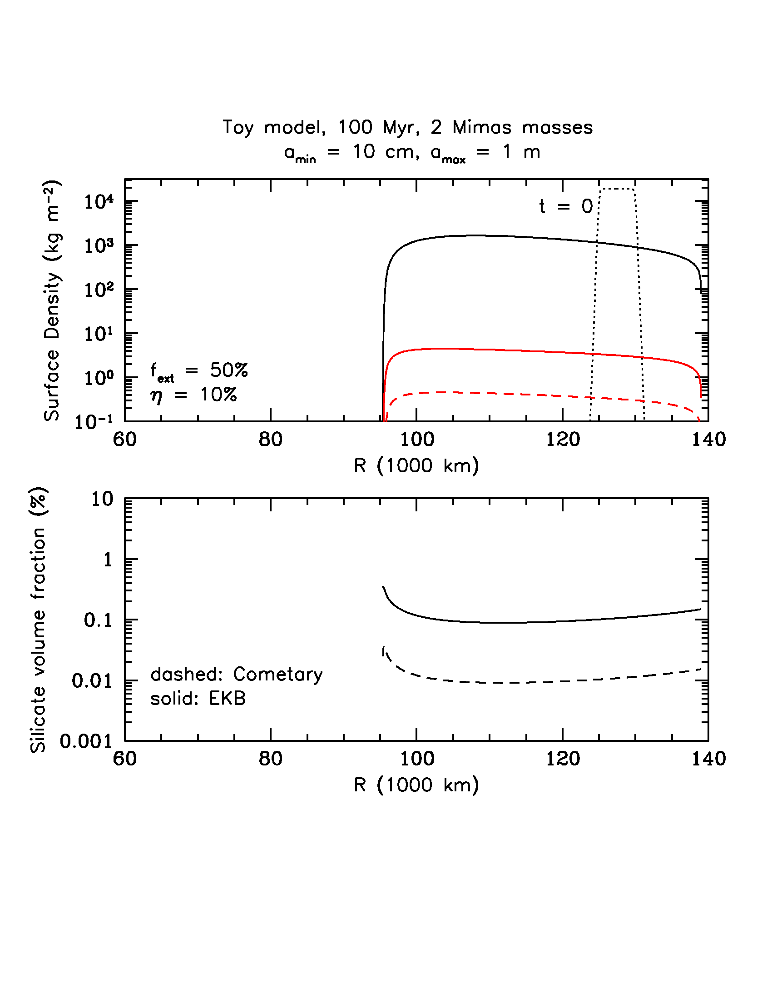 Toy model, 100 Myr, 2 Mimas masses
a_min = 10 cm, a_max = 1 m
Surface Density (kg m⁻²)
10⁴
10³
10²
10¹
10⁰
10⁻¹
t = 0
f_ext = 50%
η = 10%
60 80 100 120 140
R (1000 km)
Silicate volume fraction (%)
10
1
0.1
0.01
0.001
dashed: Cometary
solid: EKB
60 80 100 120 140
R (1000 km)